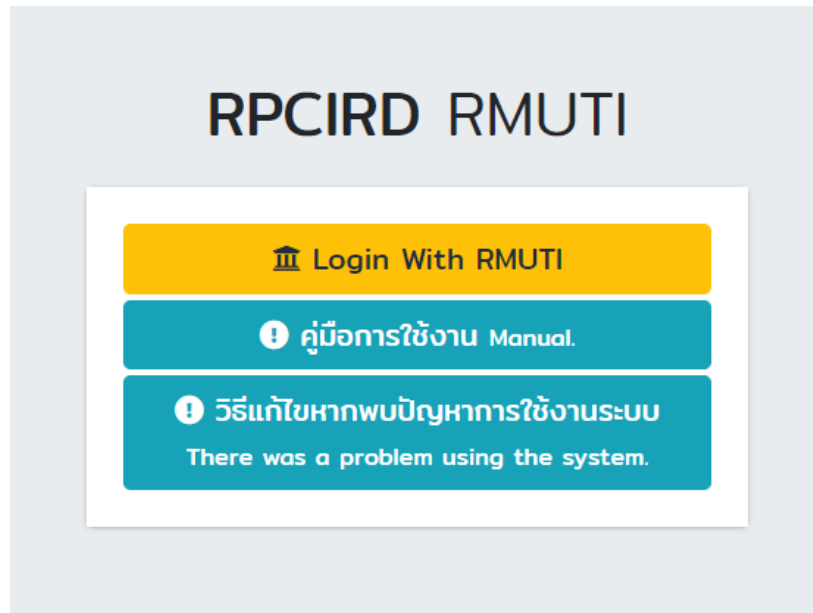 RPCIRD RMUTI
Login With RMUTI
คู่มือการใช้งาน Manual.
วิธีแก้ไขหากพบปัญหาการใช้งานระบบ
There was a problem using the system.